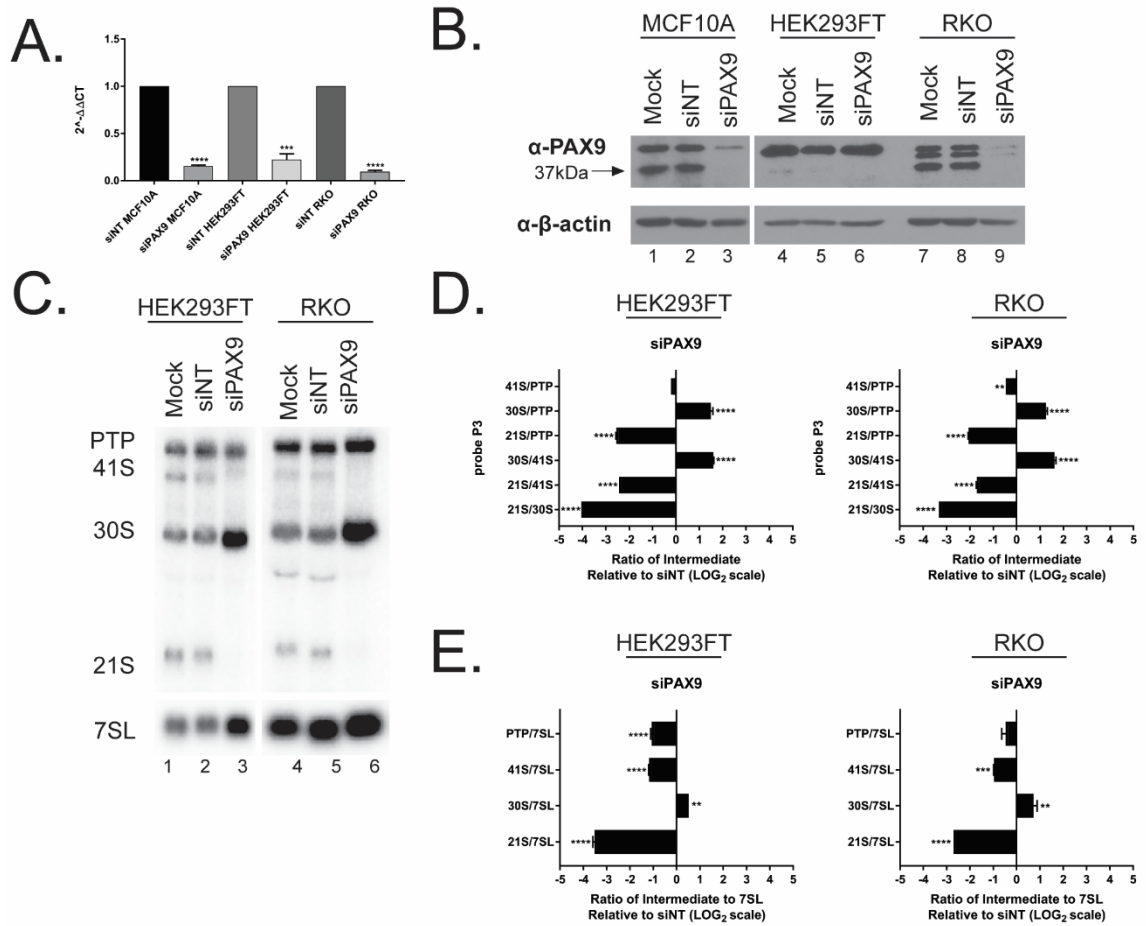 A.
1.5
1.0
0.5
0.0
2^-ΔΔCT
****
***
****
siNT MCF10A
siPAX9 MCF10A
siNT HEK293FT
siPAX9 HEK293FT
siNT RKO
siPAX9 RKO
B.
MCF10A HEK293FT RKO
Mock siNT siPAX9 Mock siNT siPAX9 Mock siNT siPAX9
α-PAX9
37kDa
α-β-actin
1 2 3 4 5 6 7 8 9
C.
HEK293FT RKO
Mock siNT siPAX9 Mock siNT siPAX9
PTP
41S
30S
21S
7SL
1 2 3 4 5 6
D.
HEK293FT
siPAX9
probe P3
41S/PTP
30S/PTP ****
21S/PTP ****
30S/41S ****
21S/41S ****
21S/30S ****
-5 -4 -3 -2 -1 0 1 2 3 4 5
Ratio of Intermediate
Relative to siNT (LOG2 scale)
RKO
siPAX9
probe P3
41S/PTP **
30S/PTP ****
21S/PTP ****
30S/41S ****
21S/41S ****
21S/30S ****
-5 -4 -3 -2 -1 0 1 2 3 4 5
Ratio of Intermediate
Relative to siNT (LOG2 scale)
E.
HEK293FT
siPAX9
PTP/7SL ****
41S/7SL ****
30S/7SL **
21S/7SL ****
-5 -4 -3 -2 -1 0 1 2 3 4 5
Ratio of Intermediate to 7SL
Relative to siNT (LOG2 scale)
RKO
siPAX9
PTP/7SL
41S/7SL ***
30S/7SL **
21S/7SL ****
-5 -4 -3 -2 -1 0 1 2 3 4 5
Ratio of Intermediate to 7SL
Relative to siNT (LOG2 scale)